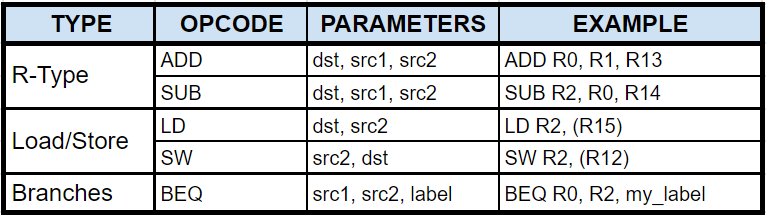 TYPE OPCODE PARAMETERS EXAMPLE
R-Type ADD dst, src1, src2 ADD R0, R1, R13
SUB dst, src1, src2 SUB R2, R0, R14
Load/Store LD dst, src2 LD R2, (R15)
SW src2, dst SW R2, (R12)
Branches BEQ src1, src2, label BEQ R0, R2, my_label